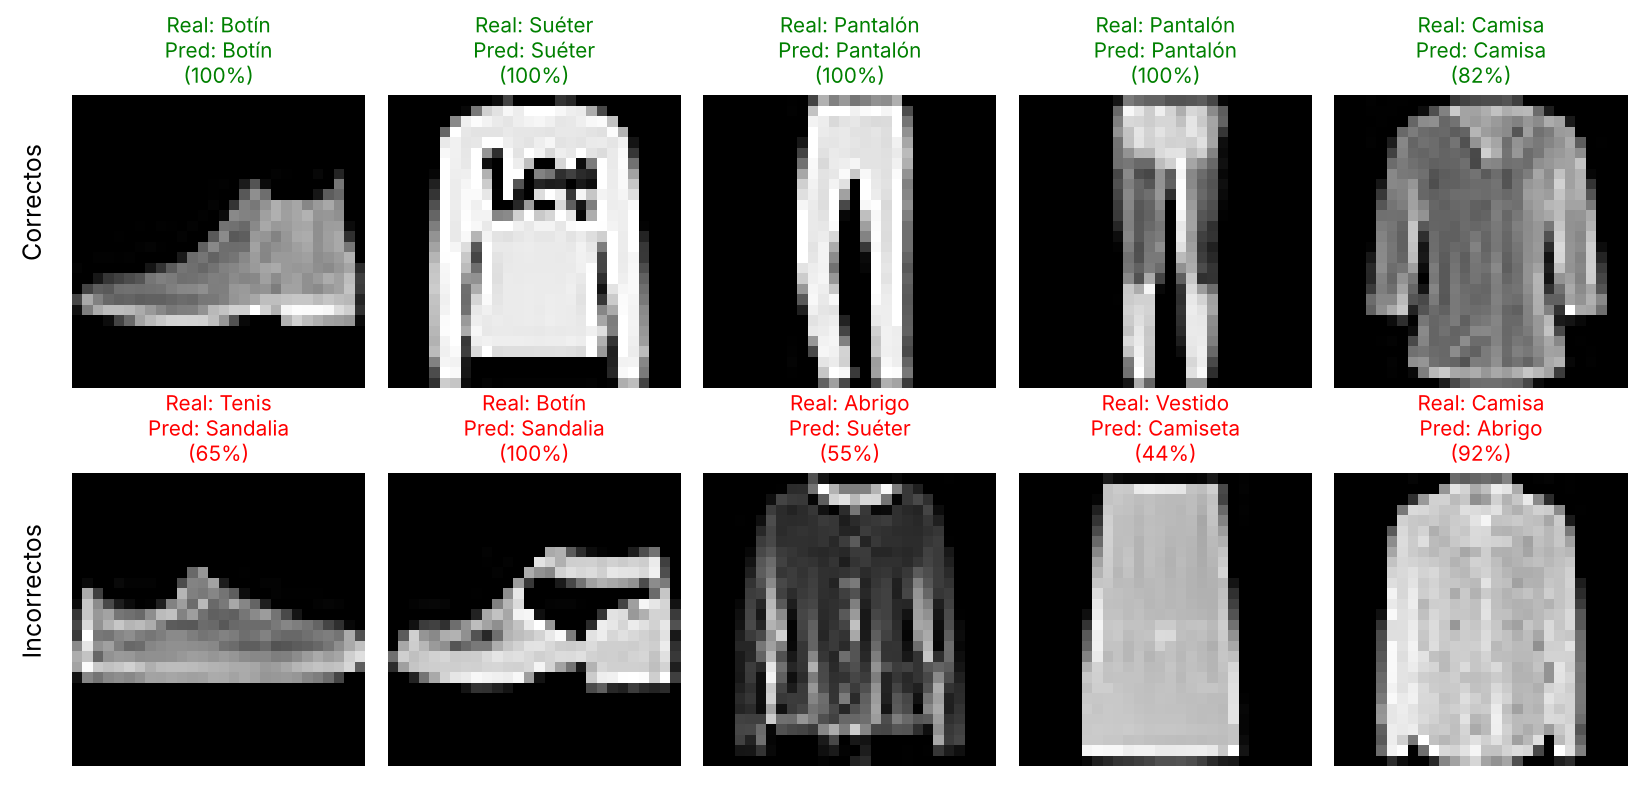 Real: Botín
Pred: Botín
(100%)
Real: Suéter
Pred: Suéter
(100%)
Real: Pantalón
Pred: Pantalón
(100%)
Real: Pantalón
Pred: Pantalón
(100%)
Real: Camisa
Pred: Camisa
(82%)
Correctos
Real: Tenis
Pred: Sandalia
(65%)
Real: Botín
Pred: Sandalia
(100%)
Real: Abrigo
Pred: Suéter
(55%)
Real: Vestido
Pred: Camiseta
(44%)
Real: Camisa
Pred: Abrigo
(92%)
Incorrectos